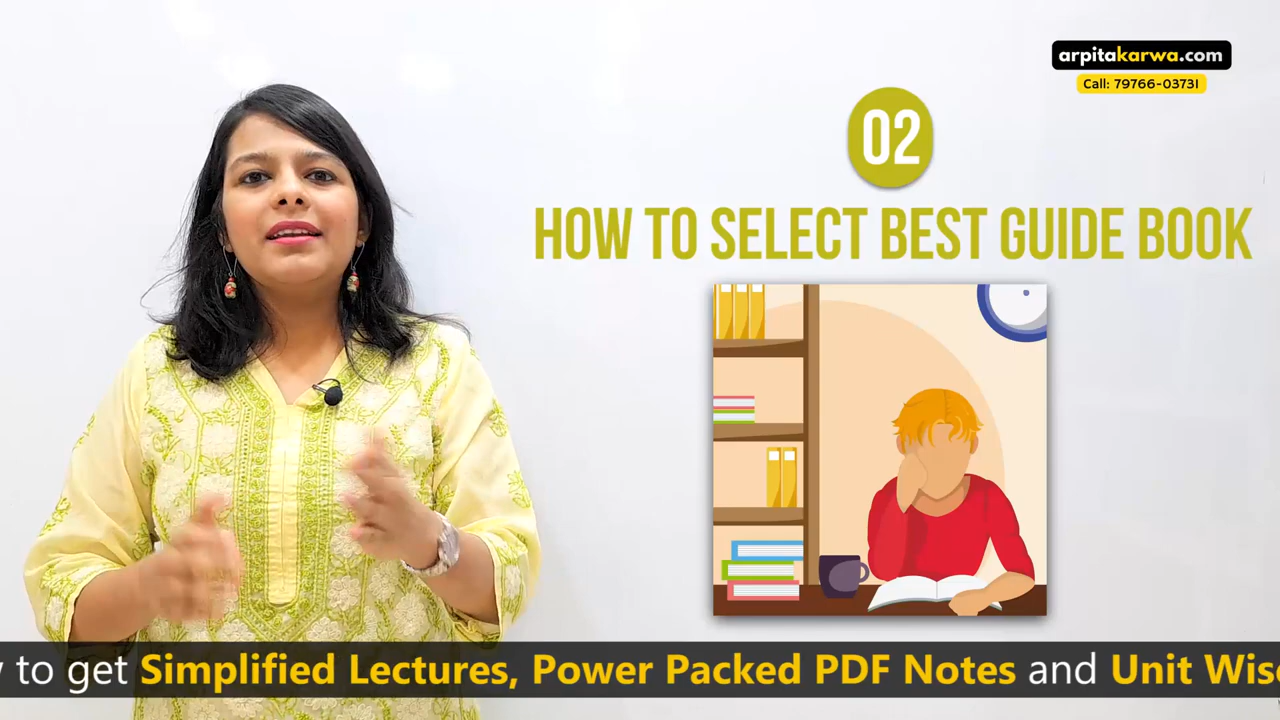 arpitakarwa.com
Call: 79766-03731
02
HOW TO SELECT BEST GUIDE BOOK
to get Simplified Lectures, Power Packed PDF Notes and Unit Wise